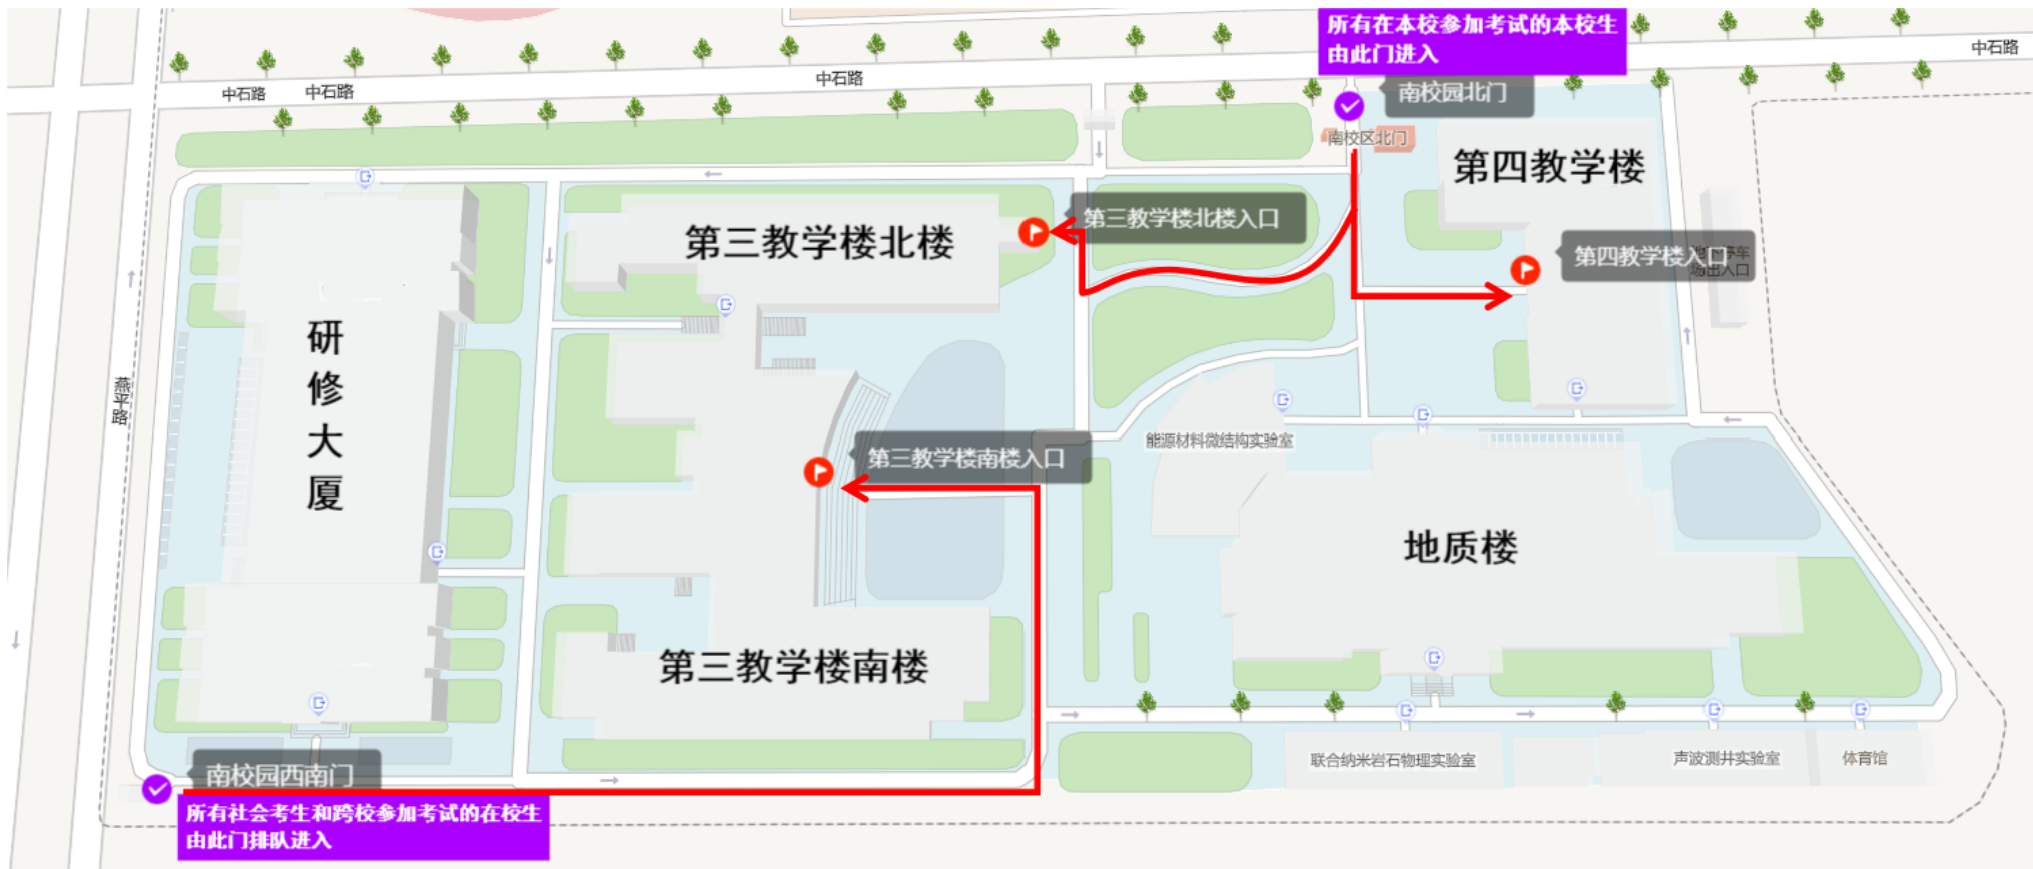 所有在本校参加考试的本校生
由此门进入
中石路
中石路
中石路
中石路
南校园北门
南校区北门
第四教学楼
第三教学楼北楼入口
第三教学楼北楼
第四教学楼入口
场出入口
研修大厦
燕平路
能源材料微结构实验室
第三教学楼南楼入口
地质楼
第三教学楼南楼
联合纳米岩石物理实验室
声波测井实验室
体育馆
南校园西南门
所有社会考生和跨校参加考试的在校生
由此门排队进入